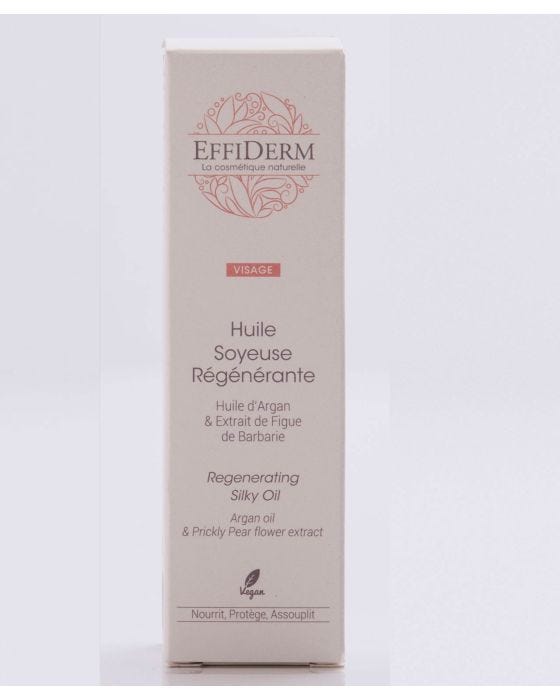 EFFIDERM
La cosmétique naturelle
VISAGE
Huile
Soyeuse
Régénérante
Huile d'Argan
& Extrait de Figue
de Barbarie
Regenerating
Silky Oil
Argan oil
& Prickly Pear flower extract
Vegan
Nourrit, Protège, Assouplit